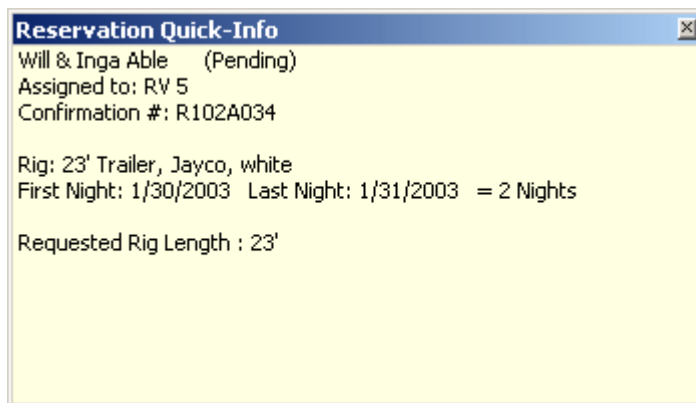 Reservation Quick-Info
Will & Inga Able (Pending)
Assigned to: RV 5
Confirmation #: R102A034
Rig: 23' Trailer, Jayco, white
First Night: 1/30/2003 Last Night: 1/31/2003 = 2 Nights
Requested Rig Length : 23'